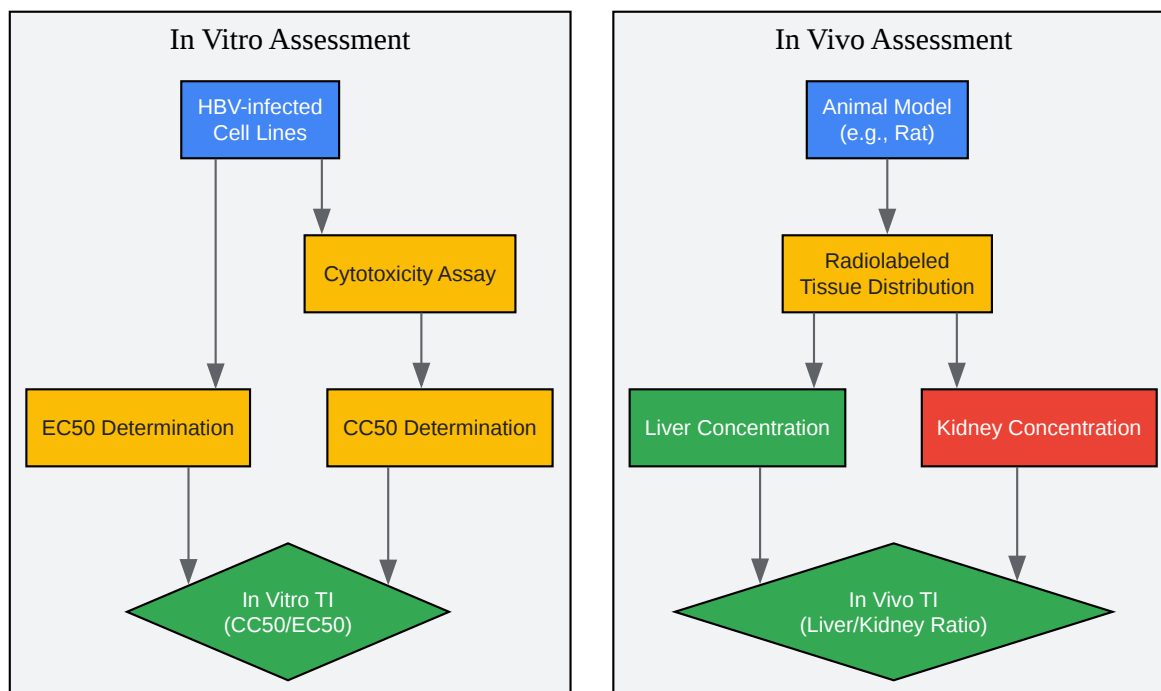 In Vitro Assessment
HBV-infected
Cell Lines
Cytotoxicity Assay
EC50 Determination
CC50 Determination
In Vitro TI
(CC50/EC50)
In Vivo Assessment
Animal Model
(e.g., Rat)
Radiolabeled
Tissue Distribution
Liver Concentration
Kidney Concentration
In Vivo TI
(Liver/Kidney Ratio)